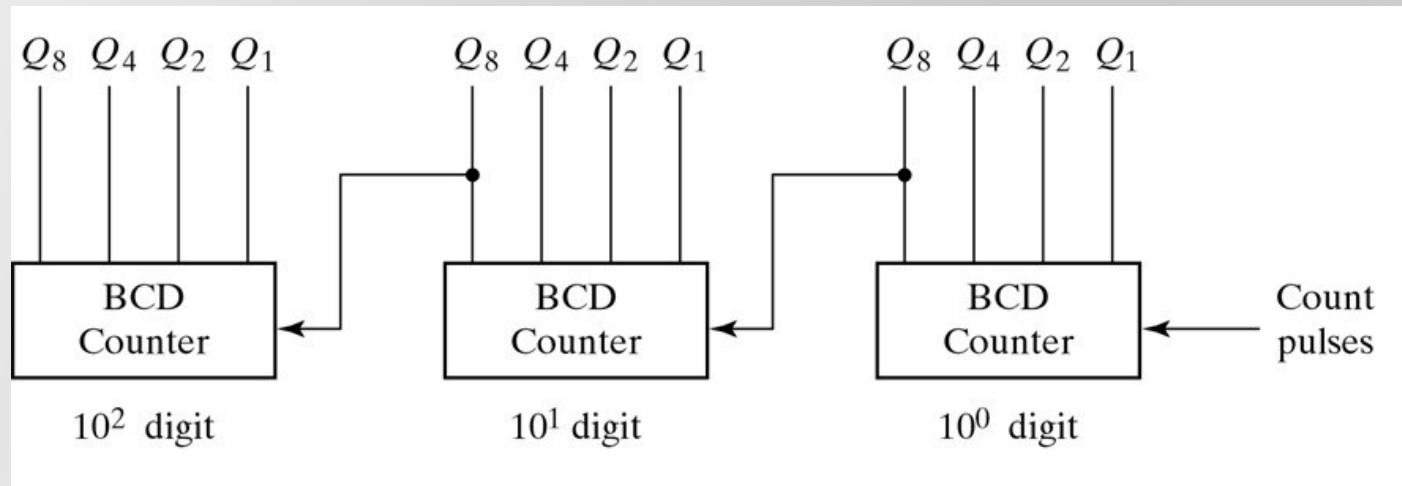 Q8 Q4 Q2 Q1 Q8 Q4 Q2 Q1 Q8 Q4 Q2 Q1
BCD
Counter
BCD
Counter
BCD
Counter
Count
pulses
10² digit
10¹ digit
10⁰ digit